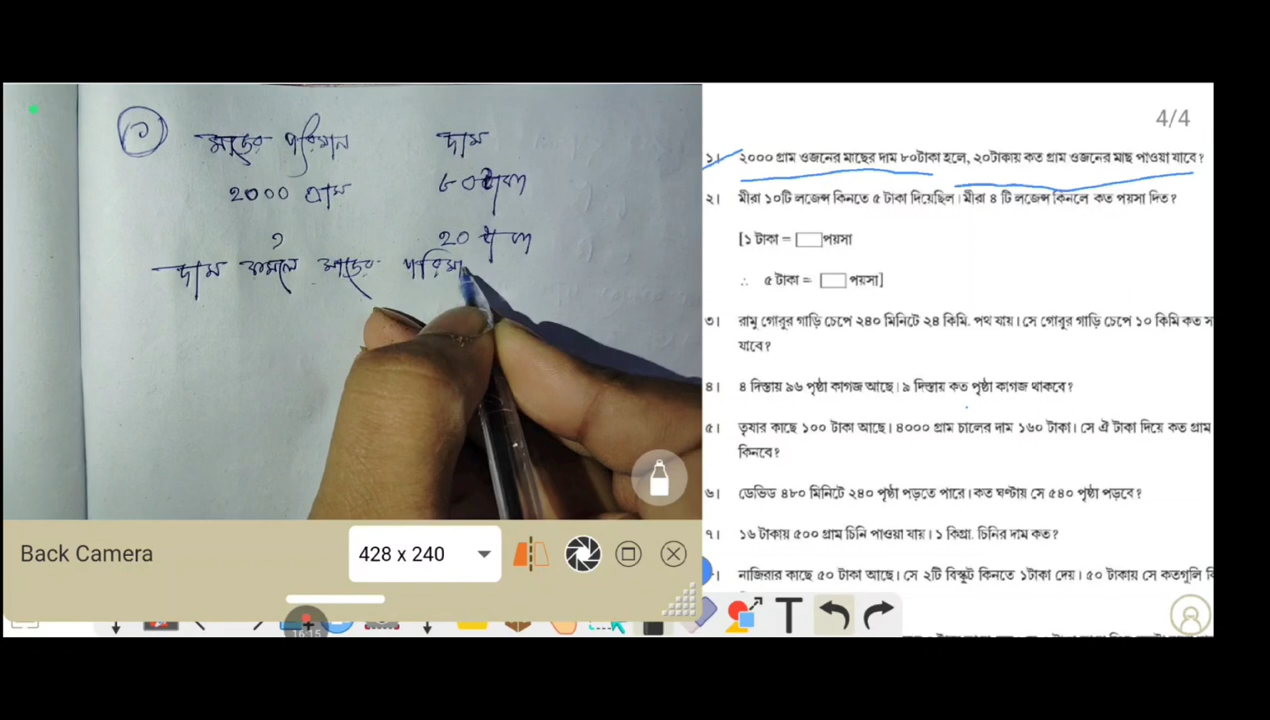 ১
মাছের পরিমান দাম
২০০০ গ্রাম ৮০টাকা
? ২০ টাকা
দাম কমলে মাছের পরিমা
Back Camera
428 x 240
16:15
T
4/4
১। ২০০০ গ্রাম ওজনের মাছের দাম ৮০টাকা হলে, ২০টাকায় কত গ্রাম ওজনের মাছ পাওয়া যাবে?
২। মীরা ১০টি লজেন্স কিনতে ৫ টাকা দিয়েছিল। মীরা ৪ টি লজেন্স কিনলে কত পয়সা দিত?
[১ টাকা = পয়সা
∴ ৫ টাকা = পয়সা]
৩। রামু গোরুর গাড়ি চেপে ২৪০ মিনিটে ২৪ কিমি. পথ যায়। সে গোরুর গাড়ি চেপে ১০ কিমি কত স
যাবে?
৪। ৪ দিস্তায় ৯৬ পৃষ্ঠা কাগজ আছে। ৯ দিস্তায় কত পৃষ্ঠা কাগজ থাকবে?
৫। তৃষার কাছে ১০০ টাকা আছে। ৪০০০ গ্রাম চালের দাম ১৬০ টাকা। সে ঐ টাকা দিয়ে কত গ্রাম
কিনবে?
৬। ডেভিড ৪৮০ মিনিটে ২৪০ পৃষ্ঠা পড়তে পারে। কত ঘণ্টায় সে ৫৪০ পৃষ্ঠা পড়বে?
৭। ১৬ টাকায় ৫০০ গ্রাম চিনি পাওয়া যায়। ১ কিগ্রা. চিনির দাম কত?
নাজিরার কাছে ৫০ টাকা আছে। সে ২টি বিস্কুট কিনতে ১টাকা দেয়। ৫০ টাকায় সে কতগুলি বি